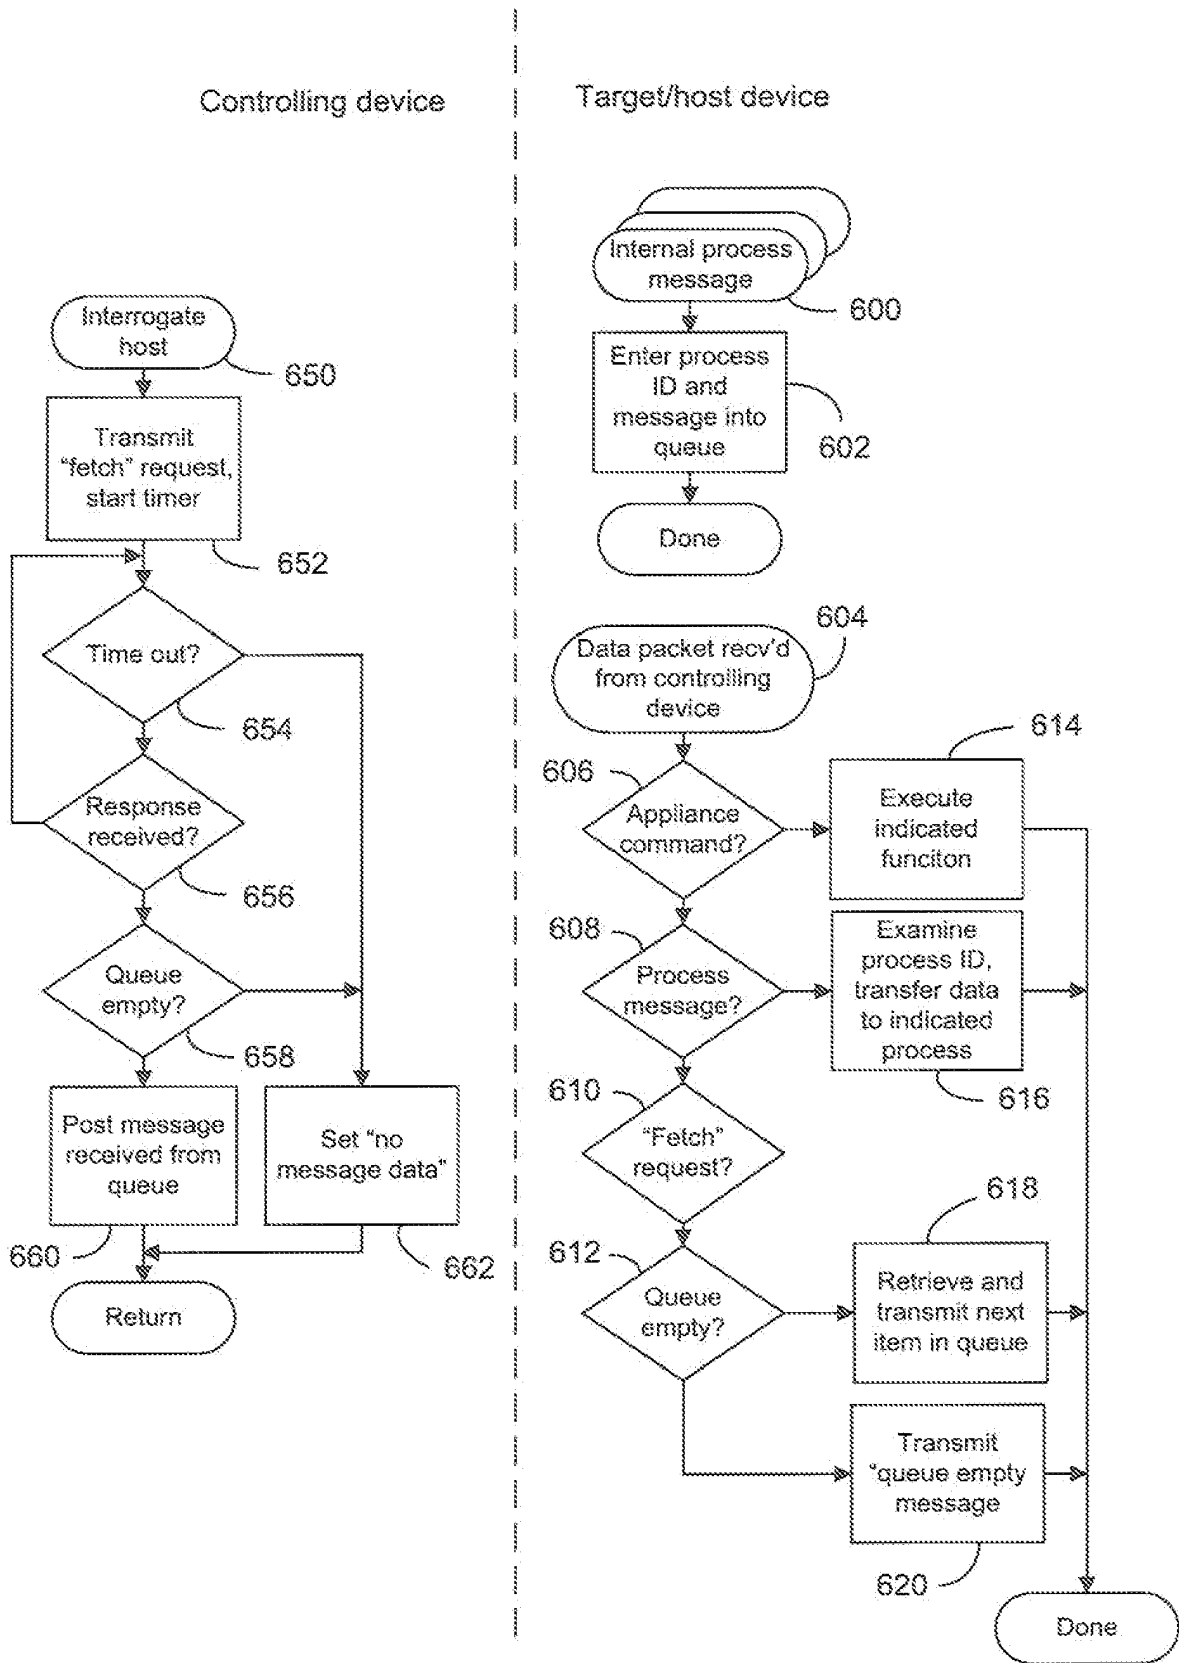 Controlling device
Interrogate
host
650
Transmit
“fetch” request,
start timer
652
Time out?
654
Response
received?
656
Queue
empty?
658
Post message
received from
queue
660
Set “no
message data”
662
Return
Target/host device
Internal process
message
600
Enter process
ID and
message into
queue
602
Done
604
Data packet recv'd
from controlling
device
606
Appliance
command?
614
Execute
indicated
funciton
608
Process
message?
Examine
process ID,
transfer data
to indicated
process
616
610
“Fetch”
request?
612
Queue
empty?
618
Retrieve and
transmit next
item in queue
Transmit
“queue empty
message
620
Done